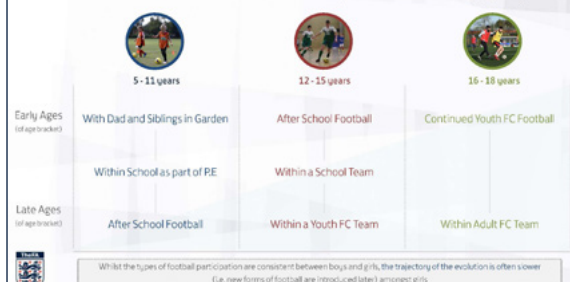 5 - 11 years
12 - 15 years
16 - 18 years
Early Ages
(of age bracket)
With Dad and Siblings in Garden
After School Football
Continued Youth FC Football
Within School as part of P.E
Within a School Team
Late Ages
(of age bracket)
After School Football
Within a Youth FC Team
Within Adult FC Team
TheFA
Whilst the types of football participation are consistent between boys and girls, the trajectory of the evolution is often slower
(i.e. new forms of football are introduced later) amongst girls